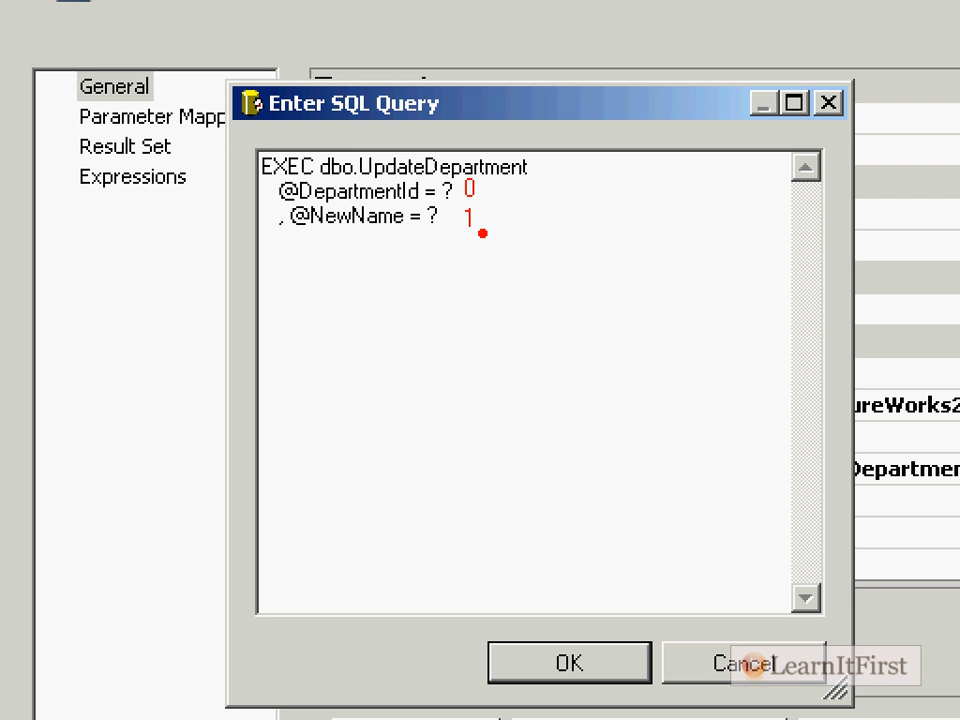 General
Parameter Mapp
Result Set
Expressions
Enter SQL Query
EXEC dbo.UpdateDepartment
@DepartmentId = ? 0
, @NewName = ? 1
ureWorks2
Departmen
OK
Cancel
LearnItFirst